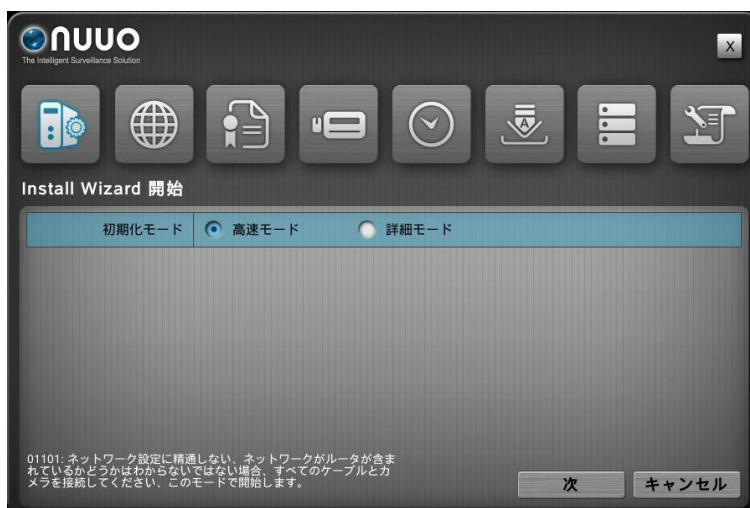 nuuo
The Intelligent Surveillance Solution
X
A
Install Wizard 開始
初期化モード 高速モード 詳細モード
01101: ネットワーク設定に精通しない、ネットワークがルータが含ま
れているかどうかはわからないではない場合、すべてのケーブルとカ
メラを接続してください、このモードで開始します。
次 キャンセル